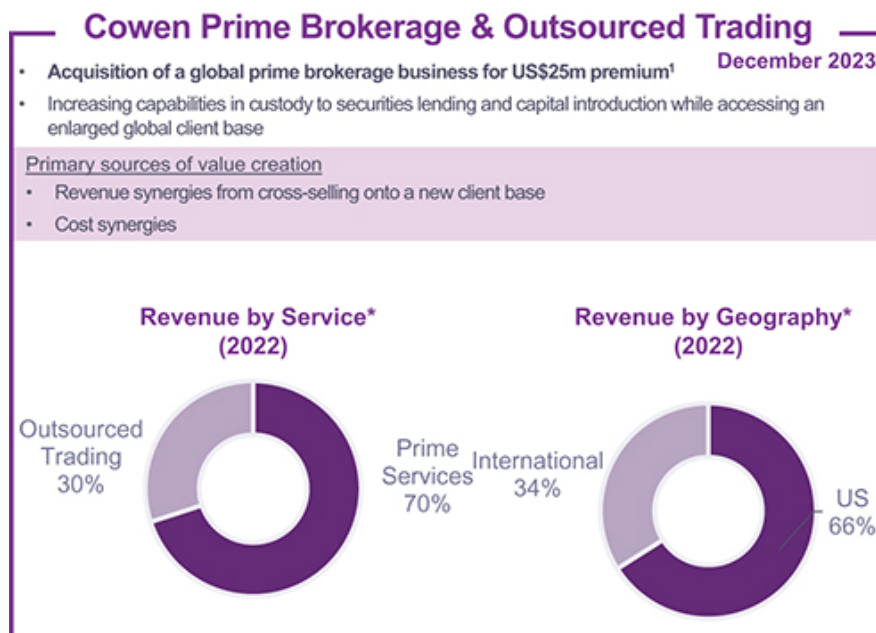 Cowen Prime Brokerage & Outsourced Trading
December 2023
• Acquisition of a global prime brokerage business for US$25m premium¹
• Increasing capabilities in custody to securities lending and capital introduction while accessing an
enlarged global client base
Primary sources of value creation
• Revenue synergies from cross-selling onto a new client base
• Cost synergies
Revenue by Service*
(2022)
Outsourced
Trading
30%
Prime
Services
70%
Revenue by Geography*
(2022)
International
34%
US
66%